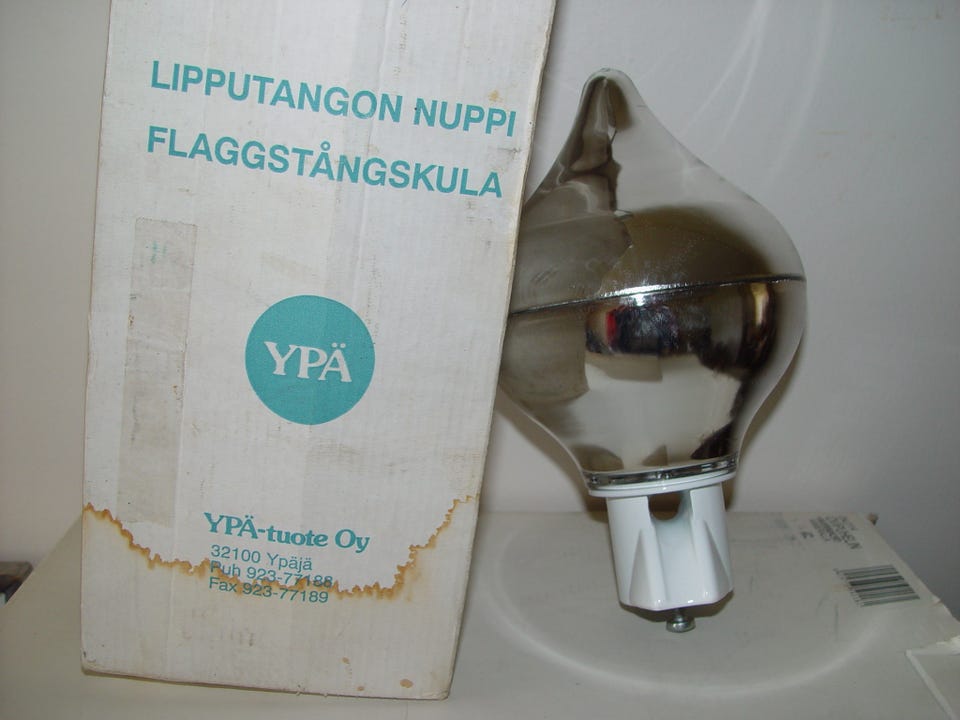 LIPPUTANGON NUPPI
FLAGGSTÅNGSKULA
YPÄ
YPÄ-tuote Oy
32100 Ypäjä
Puh 923-77188
Fax 923-77189